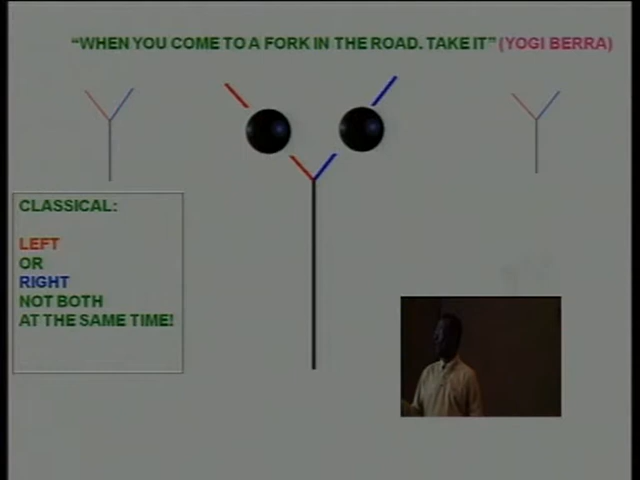 “WHEN YOU COME TO A FORK IN THE ROAD. TAKE IT” (YOGI BERRA)
CLASSICAL:
LEFT
OR
RIGHT
NOT BOTH
AT THE SAME TIME!